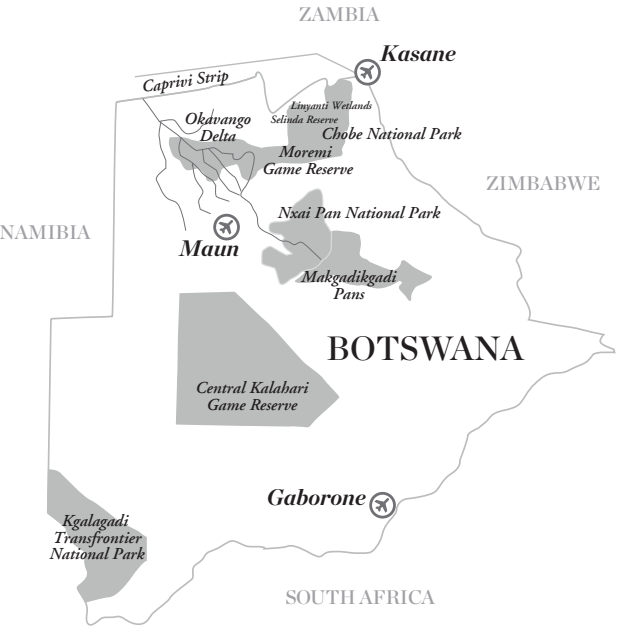 ZAMBIA
Kasane
Caprivi Strip
Linyanti Wetlands
Okavango
Delta
Selinda Reserve
Chobe National Park
Moremi
Game Reserve
ZIMBABWE
Nxai Pan National Park
NAMIBIA
Maun
Makgadikgadi
Pans
BOTSWANA
Central Kalahari
Game Reserve
Gaborone
Kgalagadi
Transfrontier
National Park
SOUTH AFRICA